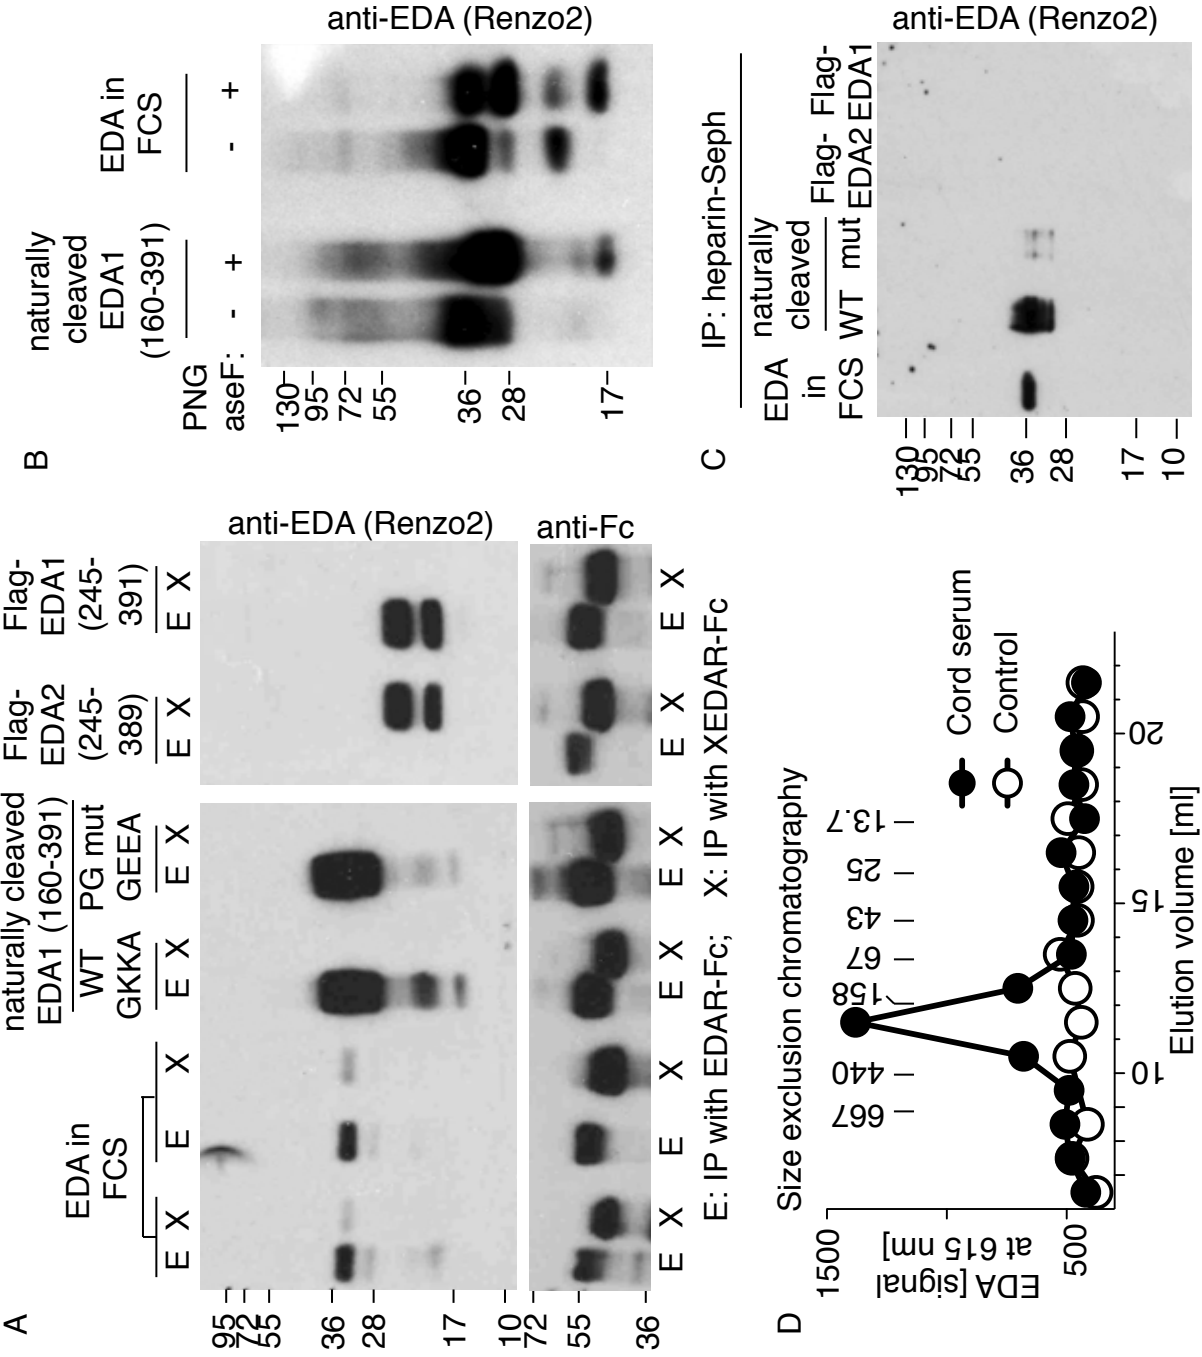 A
EDA in
FCS
naturally cleaved
EDA1 (160-391)
WT
GKKA
PG mut
GEEA
Flag-
EDA2
(245-
389)
Flag-
EDA1
(245-
391)
E X E X E X E X E X E X
95
72
55
36
28
17
10
anti-EDA (Renzo2)
72
55
36
anti-Fc
E X E X E X E X E X E X
E: IP with EDAR-Fc; X: IP with XEDAR-Fc
B
naturally
cleaved
EDA1
(160-391)
EDA in
FCS
PNG
aseF: - + - +
130
95
72
55
36
28
17
anti-EDA (Renzo2)
C
IP: heparin-Seph
EDA
in
FCS
naturally
cleaved
WT mut
Flag-
EDA2
Flag-
EDA1
130
95
72
55
36
28
17
10
anti-EDA (Renzo2)
D
Size exclusion chromatography
EDA [signal
at 615 nm]
1500
500
667
440
158
67
43
25
13.7
Cord serum
Control
10
15
20
Elution volume [ml]